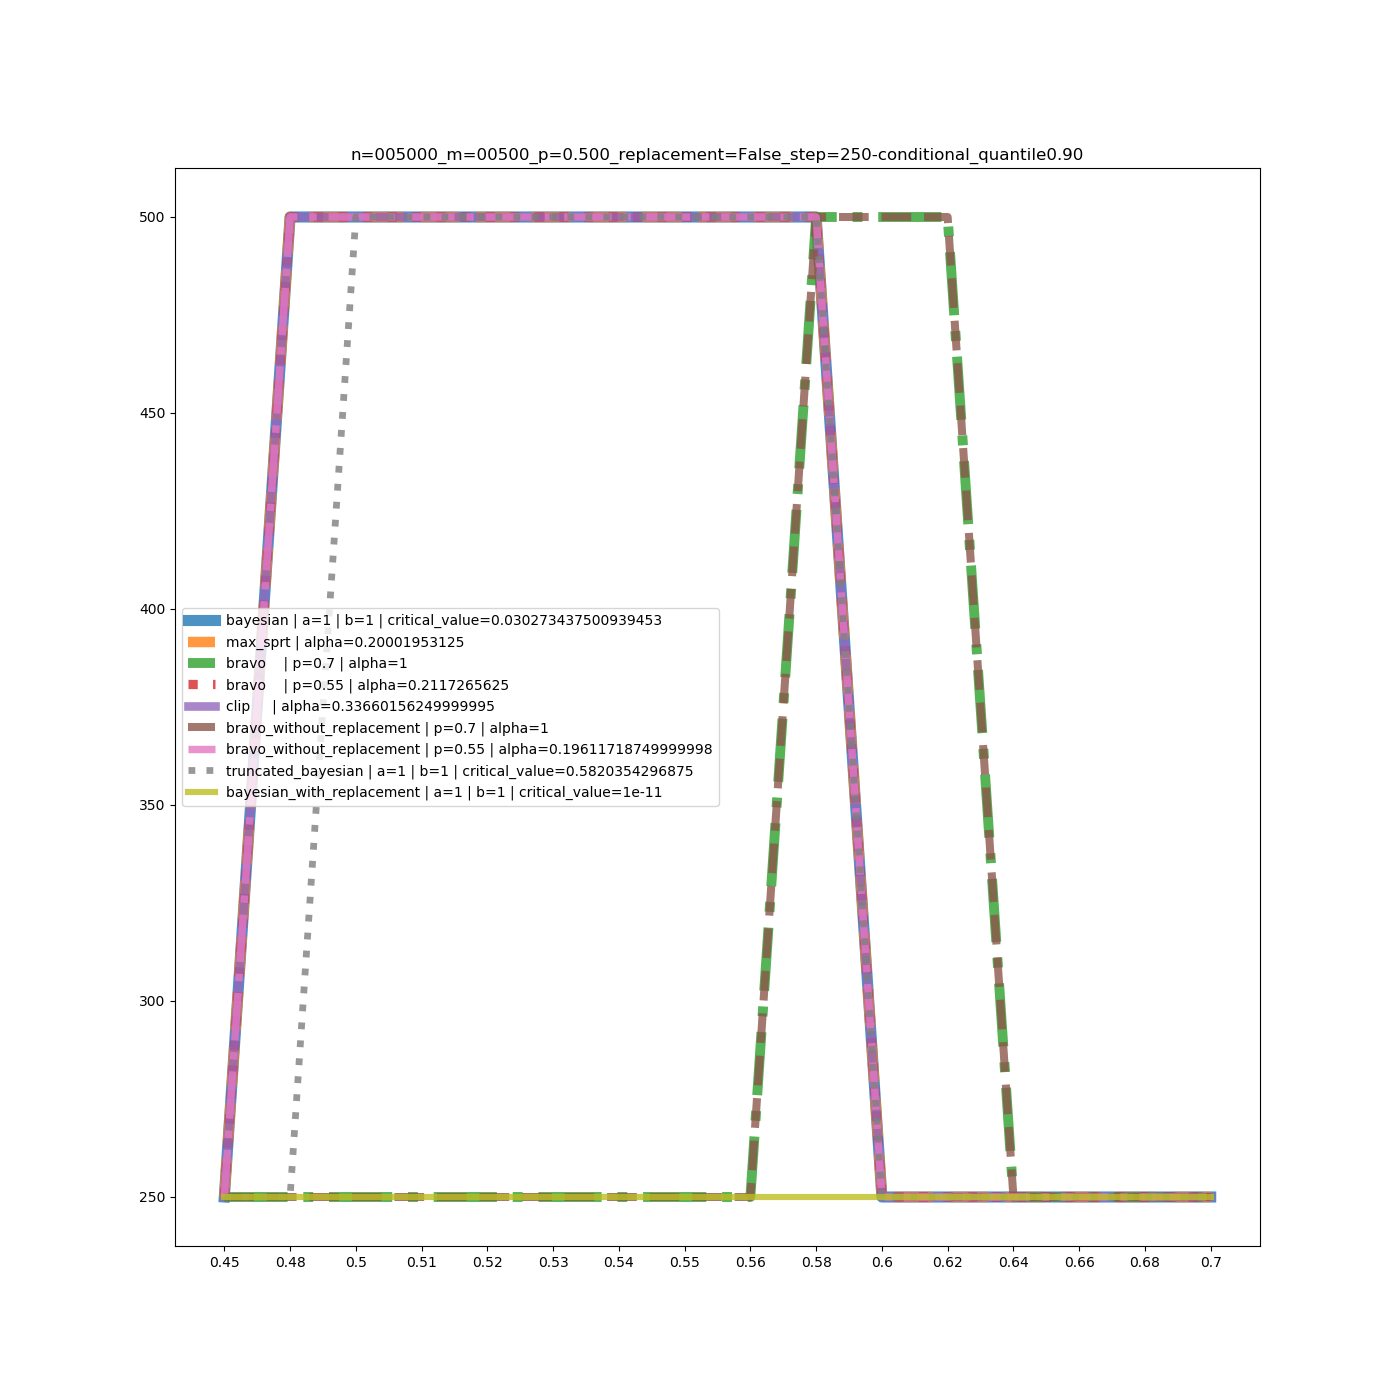 n=005000_m=00500_p=0.500_replacement=False_step=250-conditional_quantile0.90
500
450
400
350
300
250
bayesian | a=1 | b=1 | critical_value=0.030273437500939453
max_sprt | alpha=0.20001953125
bravo | p=0.7 | alpha=1
bravo | p=0.55 | alpha=0.2117265625
clip | alpha=0.33660156249999995
bravo_without_replacement | p=0.7 | alpha=1
bravo_without_replacement | p=0.55 | alpha=0.19611718749999998
truncated_bayesian | a=1 | b=1 | critical_value=0.5820354296875
bayesian_with_replacement | a=1 | b=1 | critical_value=1e-11
0.45 0.48 0.5 0.51 0.52 0.53 0.54 0.55 0.56 0.58 0.6 0.62 0.64 0.66 0.68 0.7